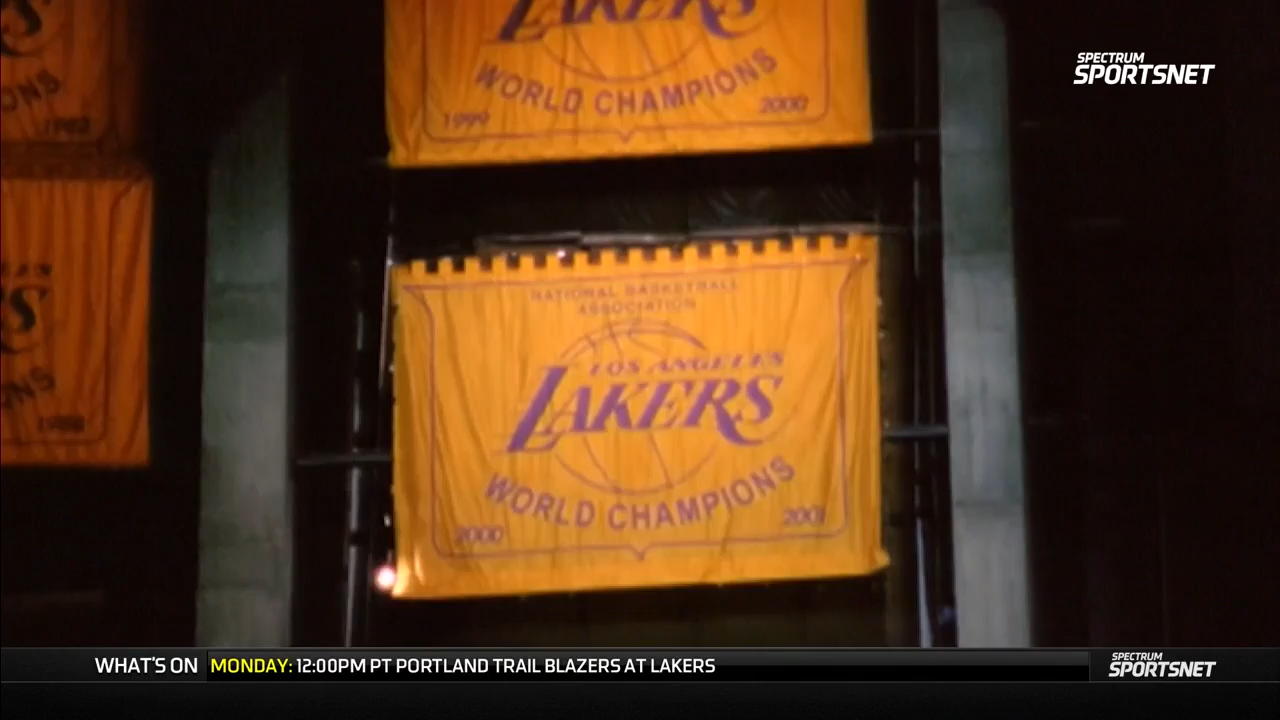 LAKERS
WORLD CHAMPIONS
1999 2000
SPECTRUM
SPORTSNET
NATIONAL BASKETBALL
ASSOCIATION
LOS ANGELES
LAKERS
WORLD CHAMPIONS
2000 2001
WHAT'S ON MONDAY: 12:00PM PT PORTLAND TRAIL BLAZERS AT LAKERS
SPECTRUM
SPORTSNET